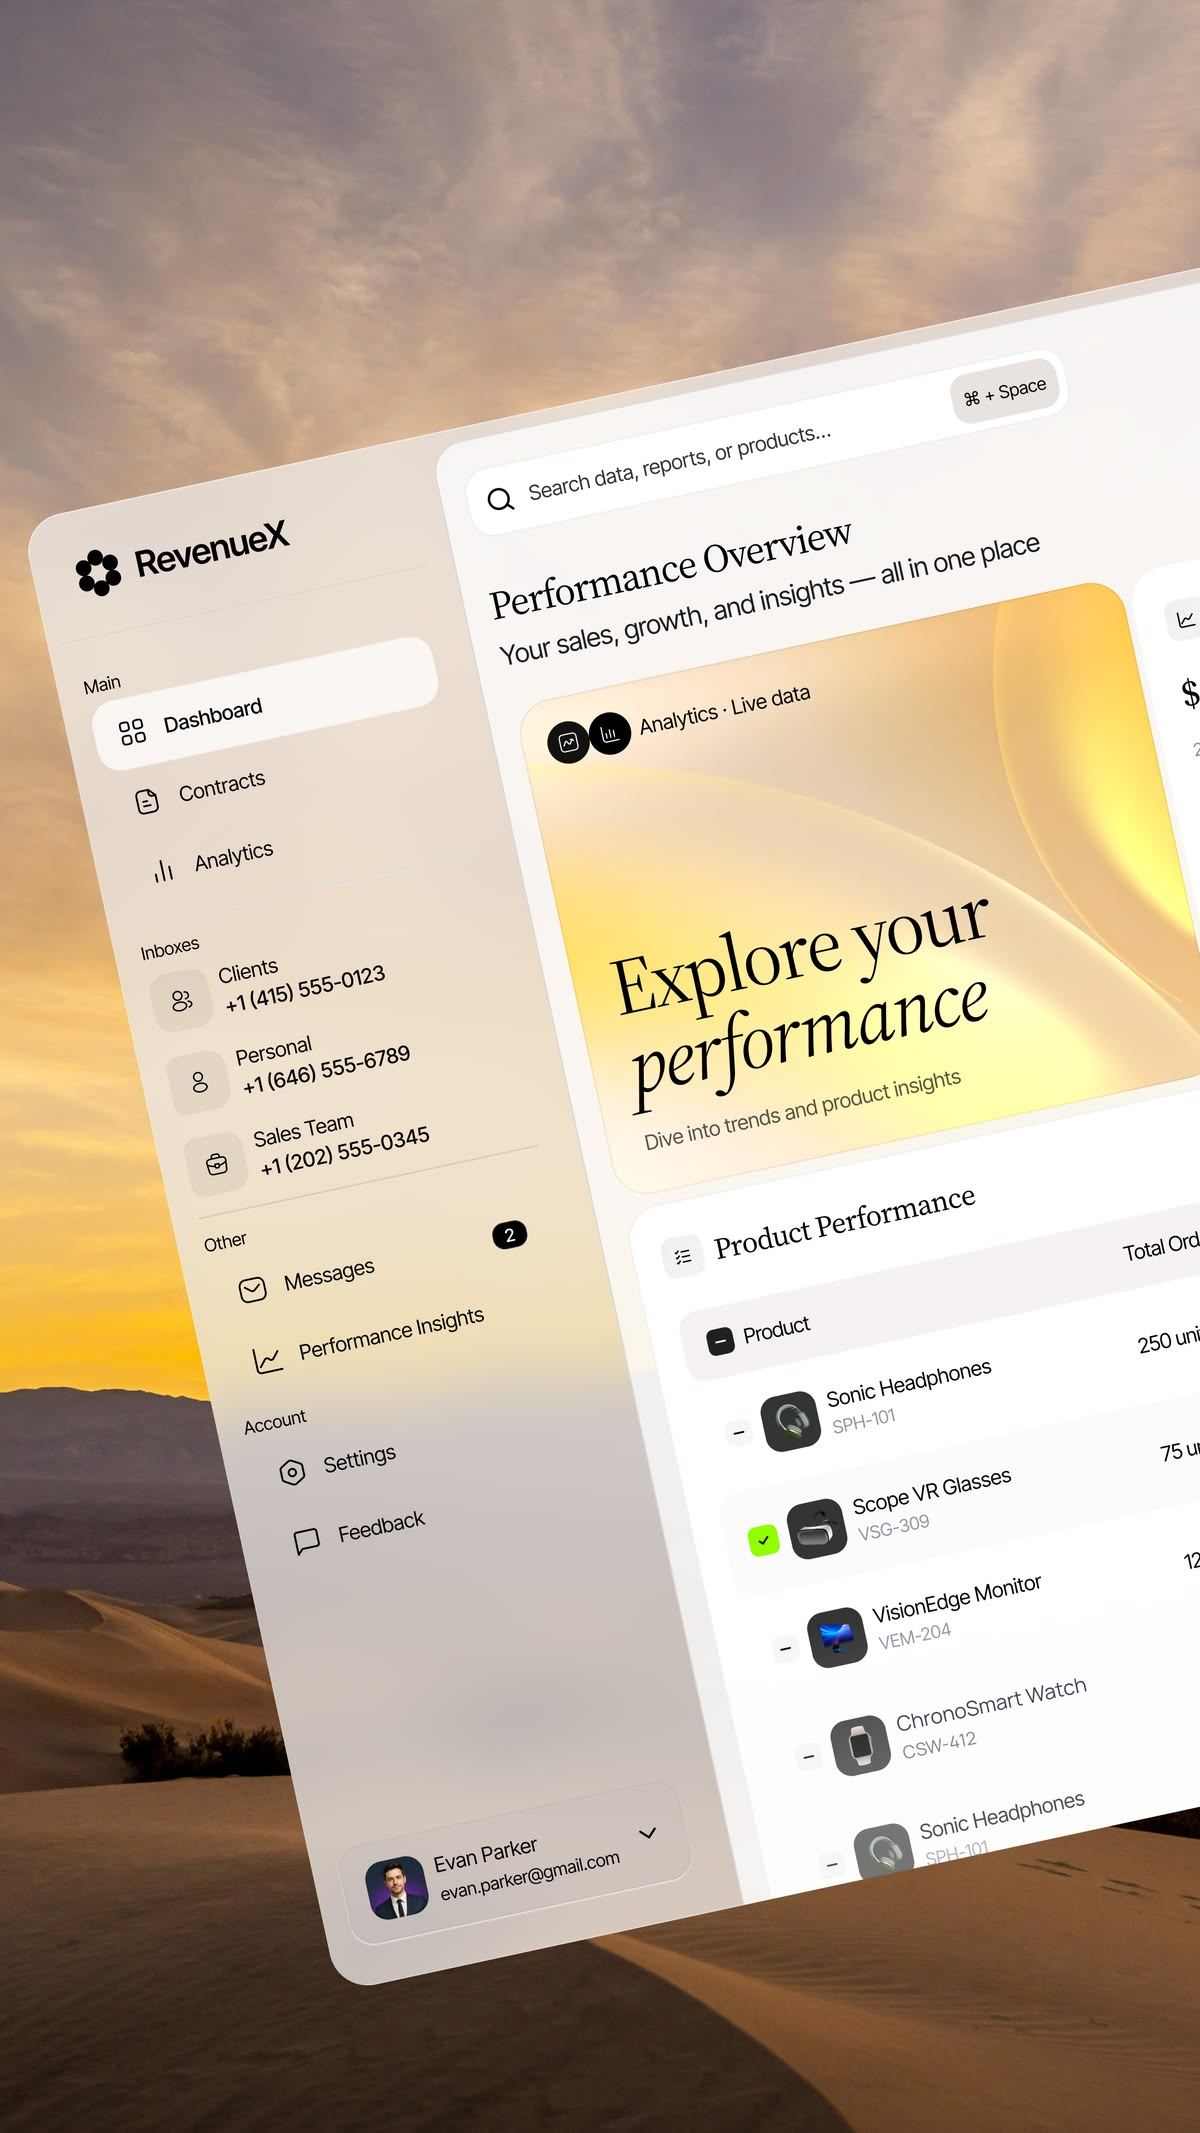 RevenueX
Main
Dashboard
Contracts
Analytics
Inboxes
Clients
+1 (415) 555-0123
Personal
+1 (646) 555-6789
Sales Team
+1 (202) 555-0345
Other
Messages
2
Performance Insights
Account
Settings
Feedback
Evan Parker
evan.parker@gmail.com
Search data, reports, or products...
⌘ + Space
Performance Overview
Your sales, growth, and insights — all in one place
Analytics · Live data
Explore your
performance
Dive into trends and product insights
$
2
Product Performance
Product
Total Ord
Sonic Headphones
SPH-101
250 uni
Scope VR Glasses
VSG-309
75 u
VisionEdge Monitor
VEM-204
12
ChronoSmart Watch
CSW-412
Sonic Headphones
SPH-101